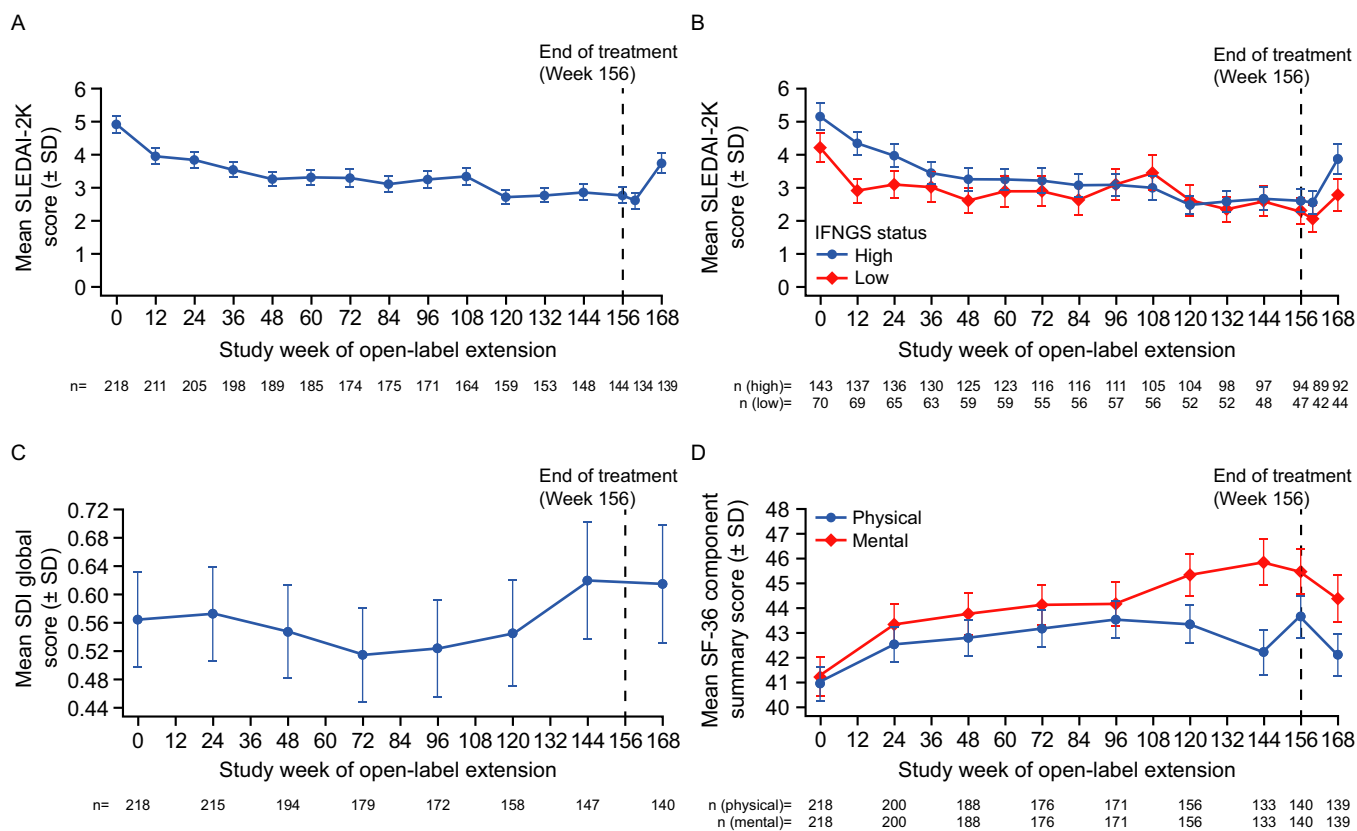 A
End of treatment
(Week 156)
Mean SLEDAI-2K
score (± SD)
6
5
4
3
2
1
0
0 12 24 36 48 60 72 84 96 108 120 132 144 156 168
Study week of open-label extension
n= 218 211 205 198 189 185 174 175 171 164 159 153 148 144 134 139
B
End of treatment
(Week 156)
Mean SLEDAI-2K
score (± SD)
6
5
4
3
2
1
0
IFNGS status
High
Low
0 12 24 36 48 60 72 84 96 108 120 132 144 156 168
Study week of open-label extension
n (high)= 143 137 136 130 125 123 116 116 111 105 104 98 97 94 89 92
n (low)= 70 69 65 63 59 59 55 56 57 56 52 52 48 47 42 44
C
End of treatment
(Week 156)
Mean SDI global
score (± SD)
0.72
0.64
0.60
0.56
0.52
0.48
0.44
0 12 24 36 48 60 72 84 96 108 120 132 144 156 168
Study week of open-label extension
n= 218 215 194 179 172 158 147 140
D
End of treatment
(Week 156)
Mean SF-36 component
summary score (± SD)
48
47
46
45
44
43
42
41
40
Physical
Mental
0 12 24 36 48 60 72 84 96 108 120 132 144 156 168
Study week of open-label extension
n (physical)= 218 200 188 176 171 156 133 140 139
n (mental)= 218 200 188 176 171 156 133 140 139